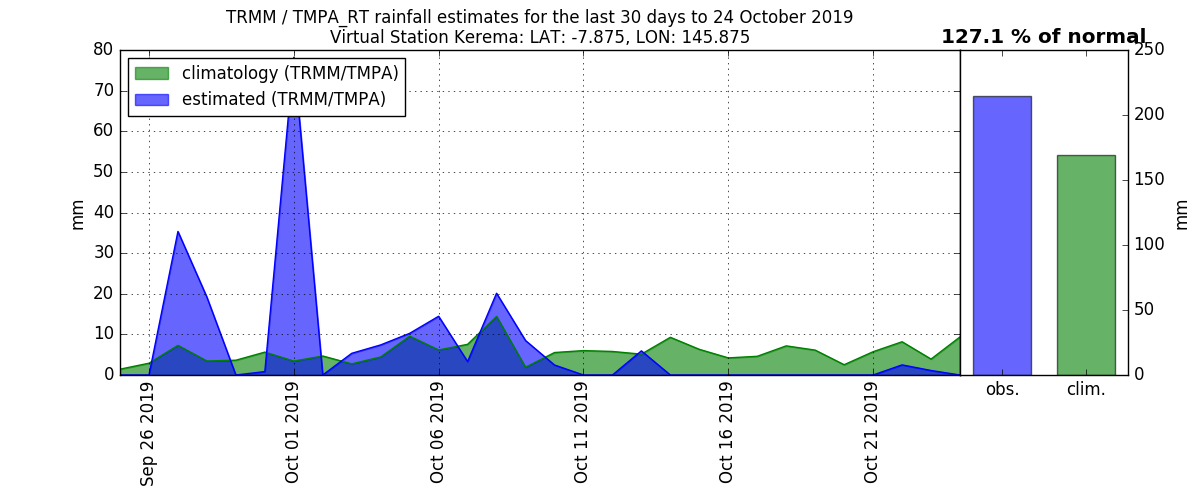 TRMM / TMPA_RT rainfall estimates for the last 30 days to 24 October 2019
Virtual Station Kerema: LAT: -7.875, LON: 145.875
127.1 % of normal
climatology (TRMM/TMPA)
estimated (TRMM/TMPA)
80
70
60
50
40
30
20
10
0
mm
Sep 26 2019
Oct 01 2019
Oct 06 2019
Oct 11 2019
Oct 16 2019
Oct 21 2019
250
200
150
100
50
0
mm
obs.
clim.